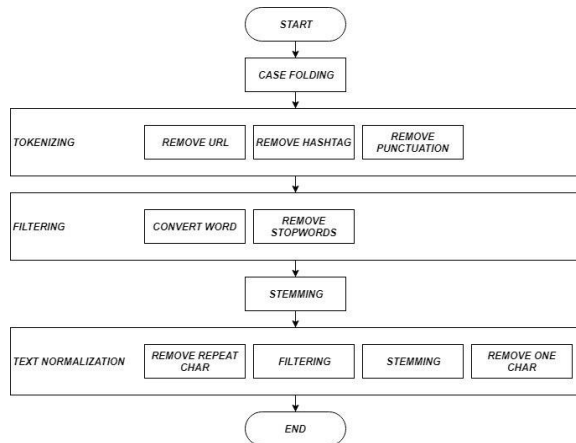 START
CASE FOLDING
TOKENIZING
REMOVE URL
REMOVE HASHTAG
REMOVE
PUNCTUATION
FILTERING
CONVERT WORD
REMOVE
STOPWORDS
STEMMING
TEXT NORMALIZATION
REMOVE REPEAT
CHAR
FILTERING
STEMMING
REMOVE ONE
CHAR
END